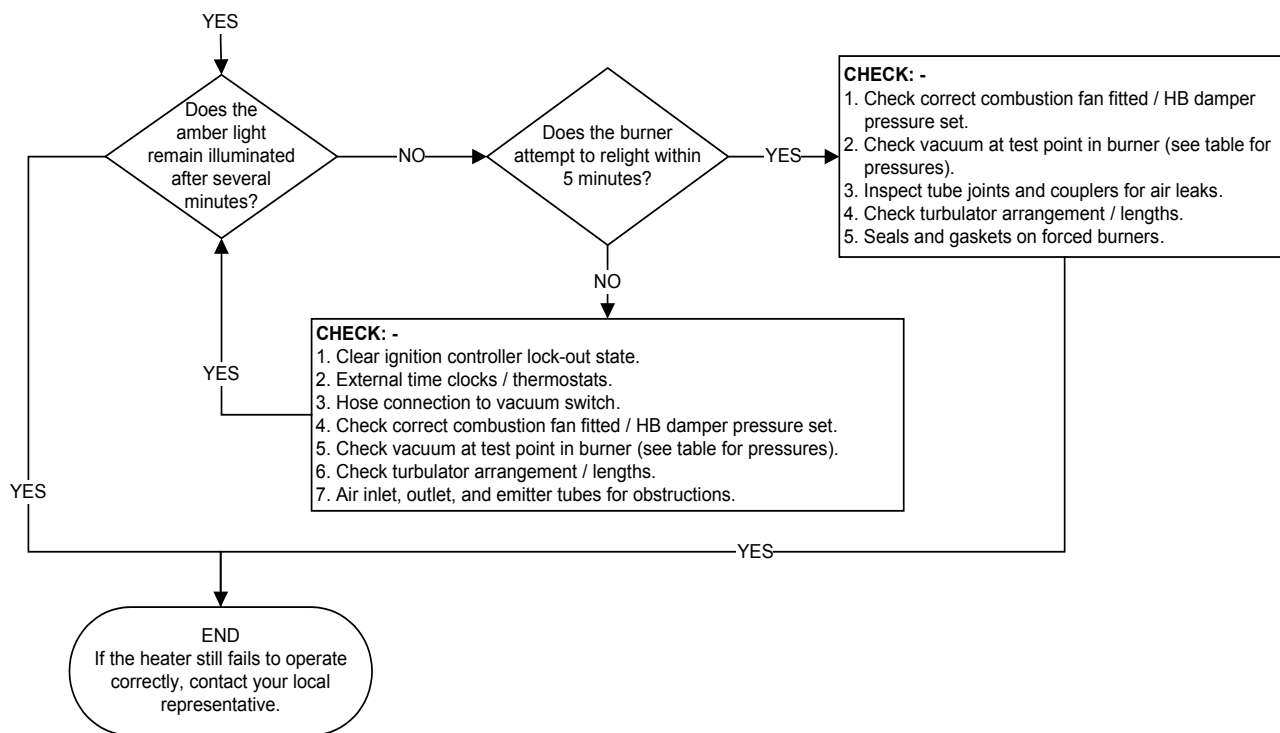 YES
Does the
amber light
remain illuminated
after several
minutes?
NO
Does the burner
attempt to relight within
5 minutes?
YES
CHECK: -
1. Check correct combustion fan fitted / HB damper
pressure set.
2. Check vacuum at test point in burner (see table for
pressures).
3. Inspect tube joints and couplers for air leaks.
4. Check turbulator arrangement / lengths.
5. Seals and gaskets on forced burners.
NO
CHECK: -
1. Clear ignition controller lock-out state.
2. External time clocks / thermostats.
3. Hose connection to vacuum switch.
4. Check correct combustion fan fitted / HB damper pressure set.
5. Check vacuum at test point in burner (see table for pressures).
6. Check turbulator arrangement / lengths.
7. Air inlet, outlet, and emitter tubes for obstructions.
YES
YES
YES
END
If the heater still fails to operate
correctly, contact your local
representative.